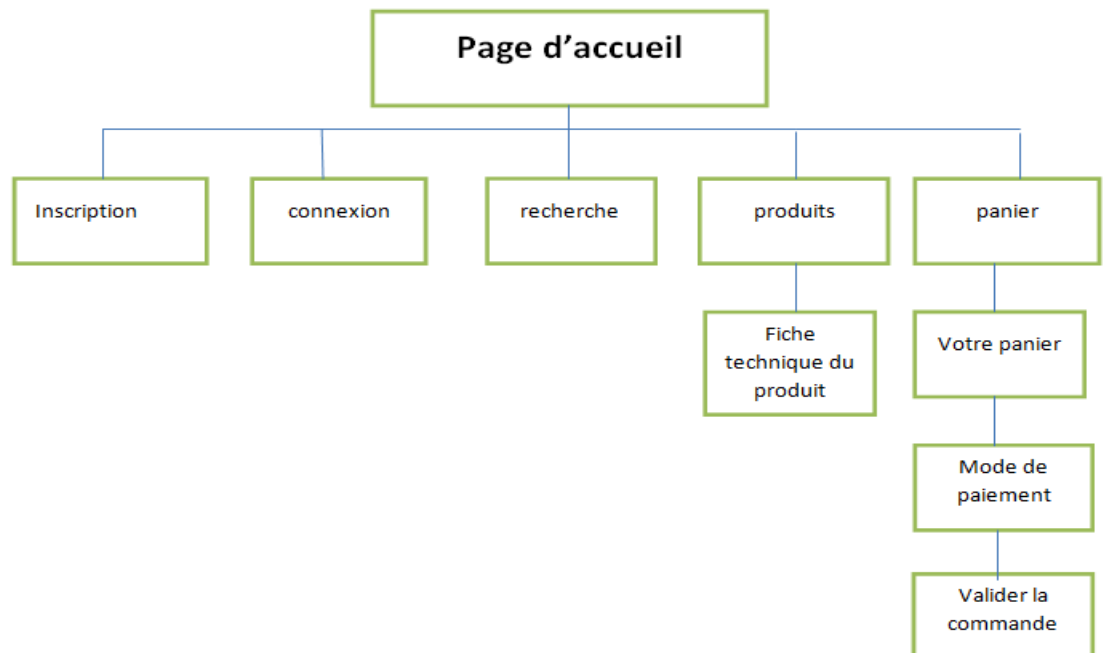 Page d'accueil
Inscription
connexion
recherche
produits
panier
Fiche
technique du
produit
Votre panier
Mode de
paiement
Valider la
commande